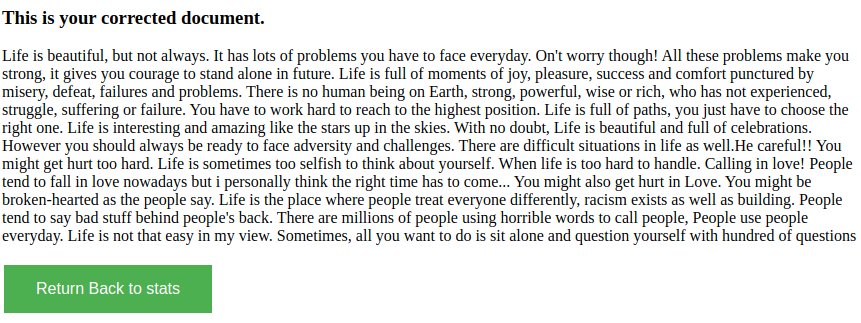 This is your corrected document.
Life is beautiful, but not always. It has lots of problems you have to face everyday. On't worry though! All these problems make you
strong, it gives you courage to stand alone in future. Life is full of moments of joy, pleasure, success and comfort punctured by
misery, defeat, failures and problems. There is no human being on Earth, strong, powerful, wise or rich, who has not experienced,
struggle, suffering or failure. You have to work hard to reach to the highest position. Life is full of paths, you just have to choose the
right one. Life is interesting and amazing like the stars up in the skies. With no doubt, Life is beautiful and full of celebrations.
However you should always be ready to face adversity and challenges. There are difficult situations in life as well.He careful!! You
might get hurt too hard. Life is sometimes too selfish to think about yourself. When life is too hard to handle. Calling in love! People
tend to fall in love nowadays but i personally think the right time has to come... You might also get hurt in Love. You might be
broken-hearted as the people say. Life is the place where people treat everyone differently, racism exists as well as building. People
tend to say bad stuff behind people's back. There are millions of people using horrible words to call people, People use people
everyday. Life is not that easy in my view. Sometimes, all you want to do is sit alone and question yourself with hundred of questions
Return Back to stats